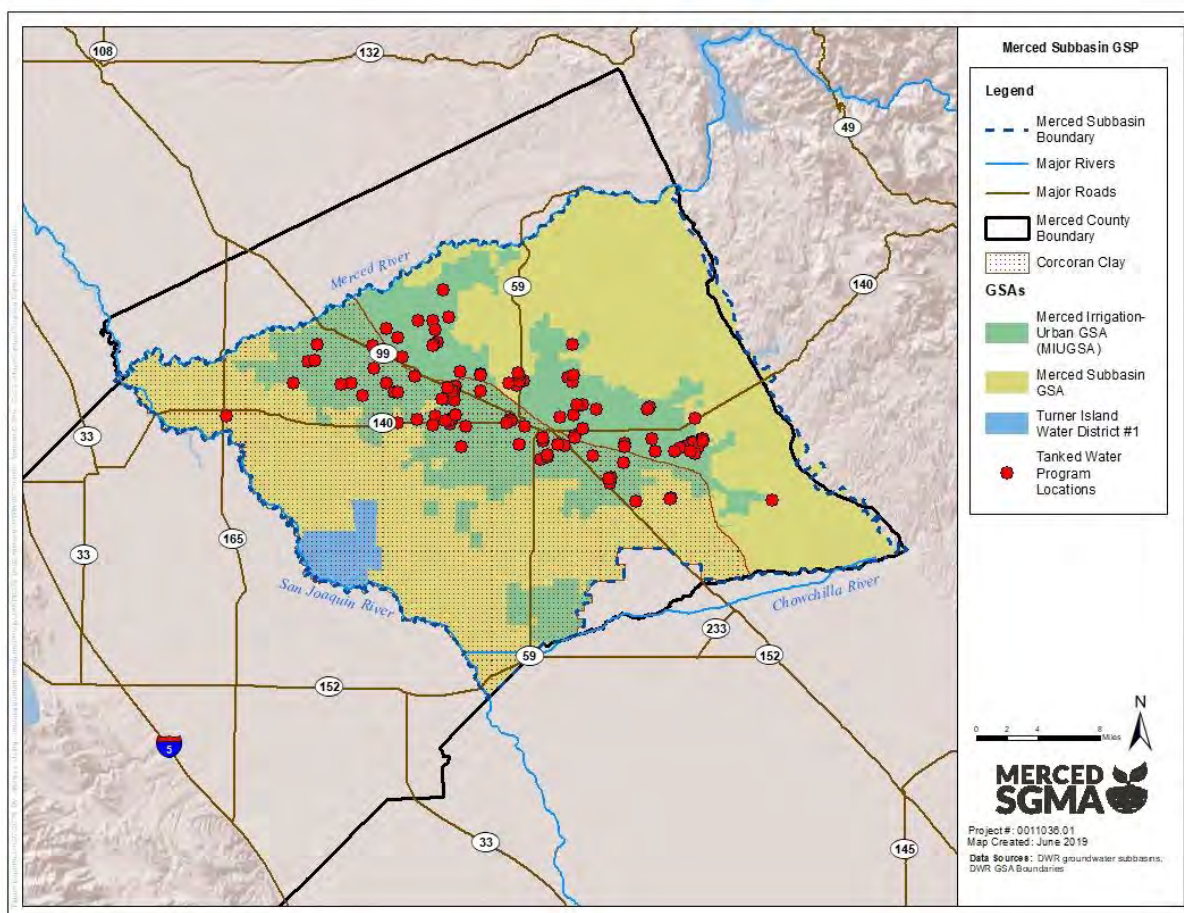 Merced Subbasin GSP
Legend
Merced Subbasin
Boundary
Major Rivers
Major Roads
Merced County
Boundary
Corcoran Clay
GSAs
Merced Irrigation-
Urban GSA
(MIUGSA)
Merced Subbasin
GSA
Turner Island
Water District #1
Tanked Water
Program
Locations
108
132
49
Merced River
59
140
99
140
33
165
33
San Joaquin River
Chowchilla River
233
59
152
152
5
33
145
N
0 2 4 8
Miles
MERCED
SGMA
Project #: 0011036.01
Map Created: June 2019
Data Sources: DWR groundwater subbasins,
DWR GSA Boundaries